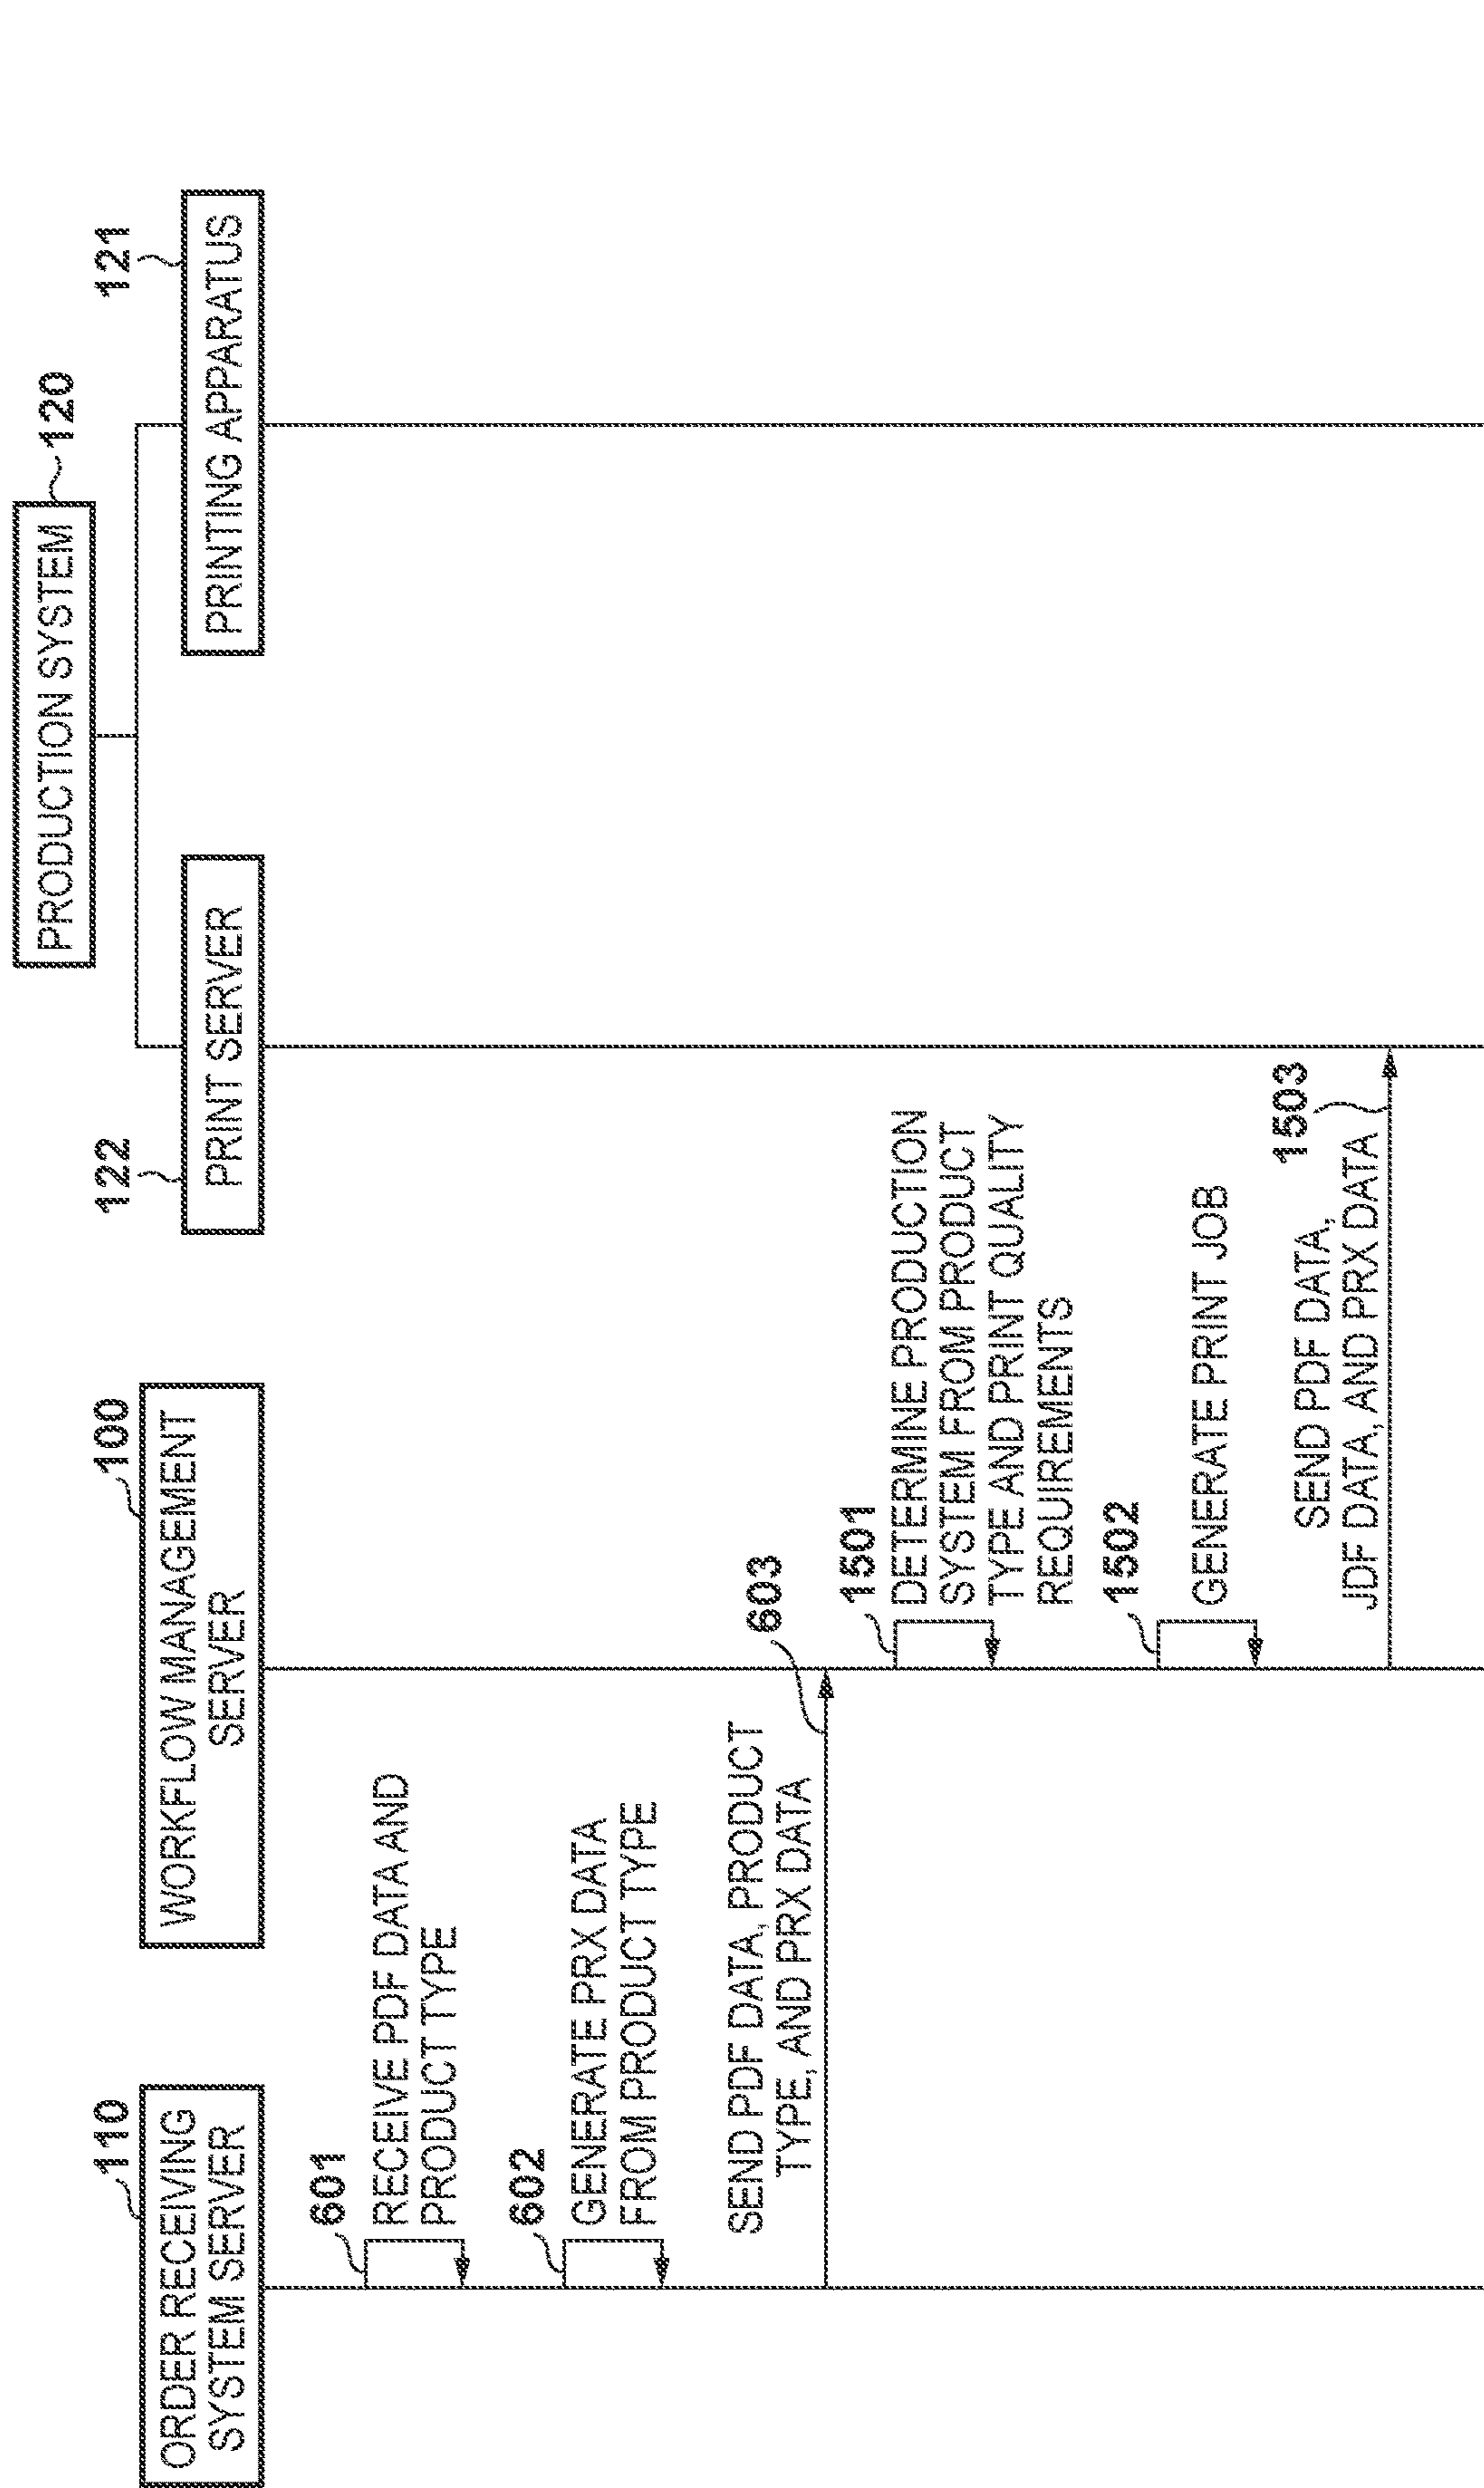 PRODUCTION SYSTEM
120
110
ORDER RECEIVING
SYSTEM SERVER
100
WORKFLOW MANAGEMENT
SERVER
122
PRINT SERVER
121
PRINTING APPARATUS
601
RECEIVE PDF DATA AND
PRODUCT TYPE
602
GENERATE PRX DATA
FROM PRODUCT TYPE
603
SEND PDF DATA, PRODUCT
TYPE, AND PRX DATA
1501
DETERMINE PRODUCTION
SYSTEM FROM PRODUCT
TYPE AND PRINT QUALITY
REQUIREMENTS
1502
GENERATE PRINT JOB
1503
SEND PDF DATA,
JDF DATA, AND PRX DATA